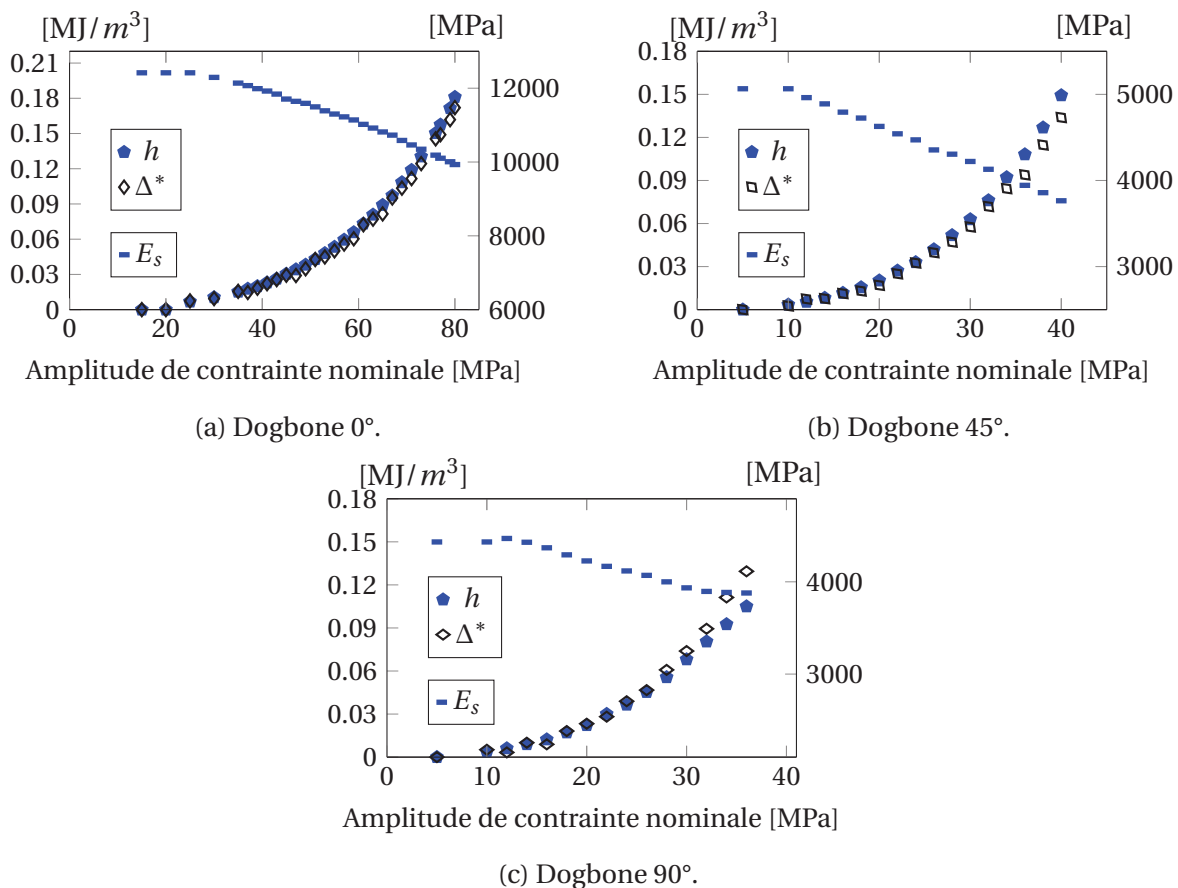 [MJ/m³] [MPa]
0.21
0.18
0.15
0.12
0.09
0.06
0.03
0
12000
10000
8000
6000
h
Δ*
E_s
0 20 40 60 80
Amplitude de contrainte nominale [MPa]
(a) Dogbone 0°.
[MJ/m³] [MPa]
0.18
0.15
0.12
0.09
0.06
0.03
0
5000
4000
3000
h
Δ*
E_s
0 10 20 30 40
Amplitude de contrainte nominale [MPa]
(b) Dogbone 45°.
[MJ/m³] [MPa]
0.18
0.15
0.12
0.09
0.06
0.03
0
4000
3000
h
Δ*
E_s
0 10 20 30 40
Amplitude de contrainte nominale [MPa]
(c) Dogbone 90°.